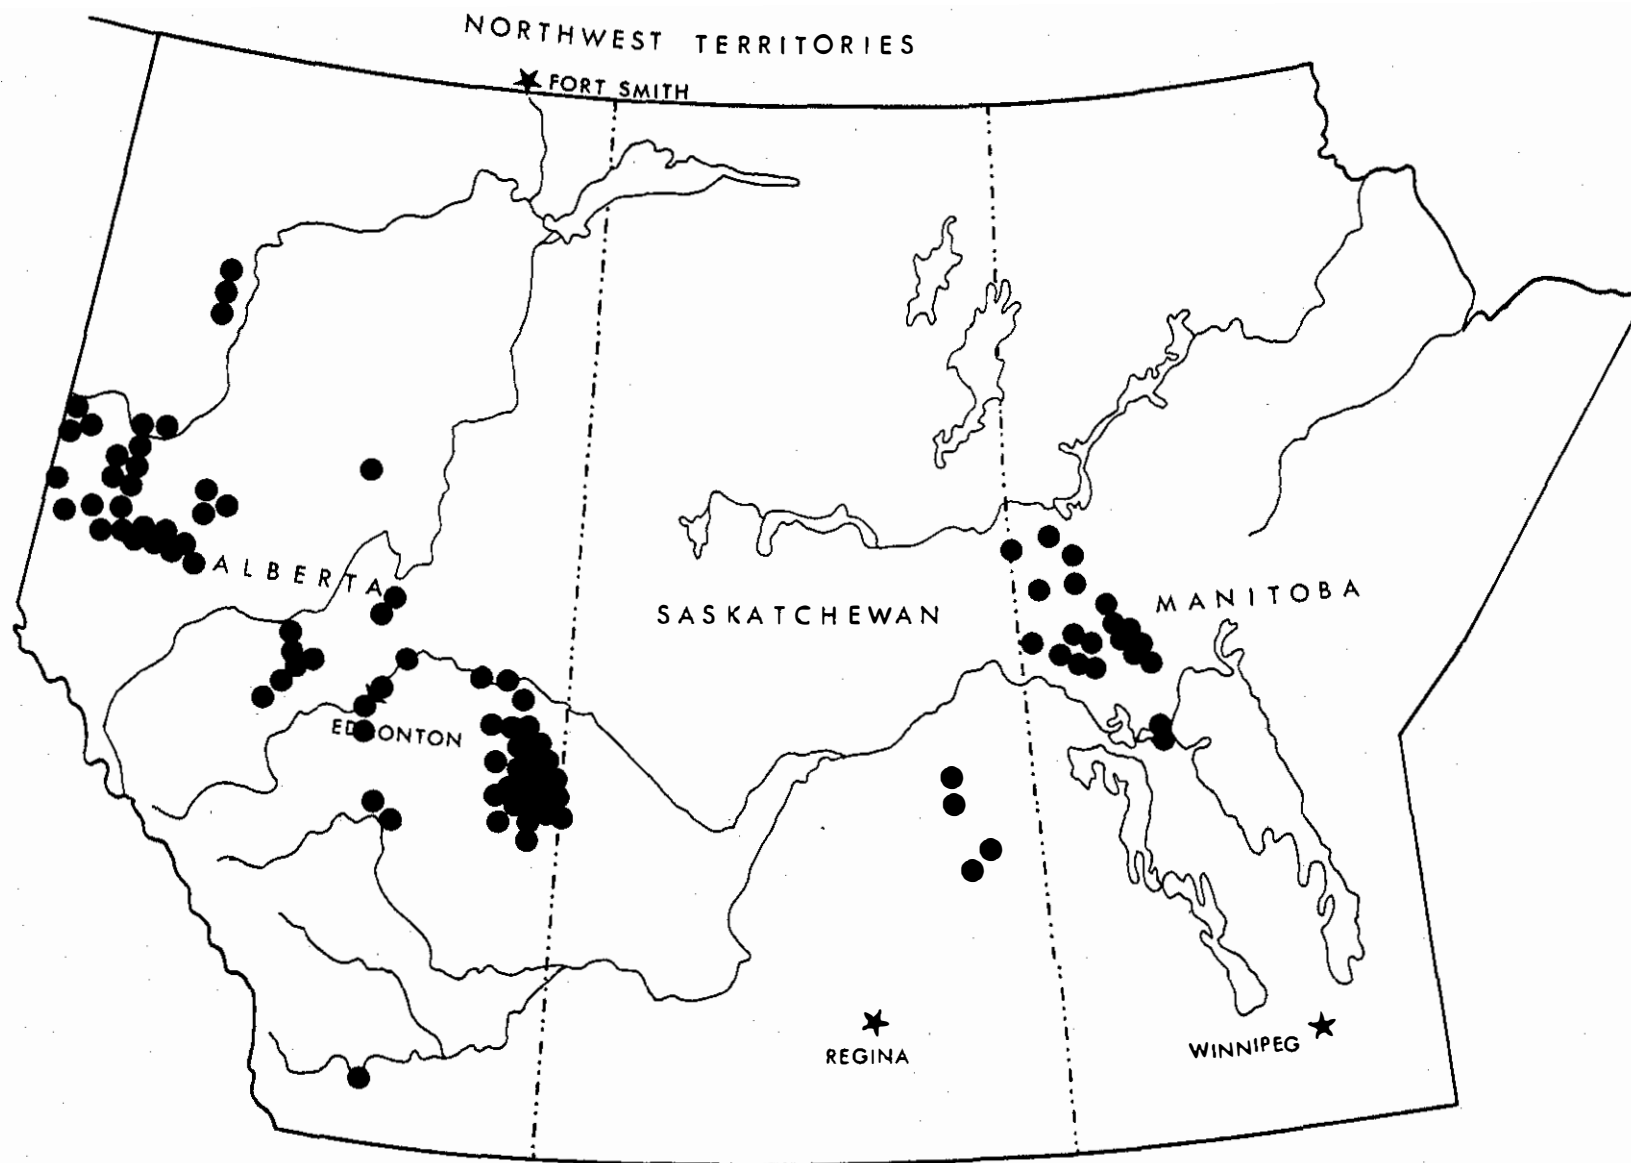 NORTHWEST TERRITORIES
FORT SMITH
ALBERTA
SASKATCHEWAN
MANITOBA
EDMONTON
REGINA
WINNIPEG